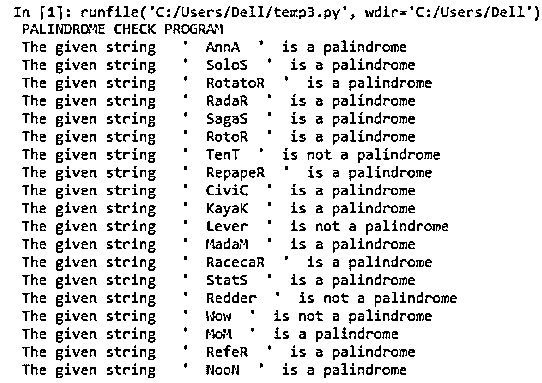 In [1]: runfile('C:/Users/Dell/temp3.py', wdir='C:/Users/Dell')
PALINDROME CHECK PROGRAM
The given string ' AnnA ' is a palindrome
The given string ' SoloS ' is a palindrome
The given string ' RotatoR ' is a palindrome
The given string ' RadaR ' is a palindrome
The given string ' SagaS ' is a palindrome
The given string ' RotoR ' is a palindrome
The given string ' TenT ' is not a palindrome
The given string ' RepapeR ' is a palindrome
The given string ' CiviC ' is a palindrome
The given string ' KayaK ' is a palindrome
The given string ' Lever ' is not a palindrome
The given string ' MadaM ' is a palindrome
The given string ' RacecaR ' is a palindrome
The given string ' StatS ' is a palindrome
The given string ' Redder ' is not a palindrome
The given string ' Wow ' is not a palindrome
The given string ' MoM ' is a palindrome
The given string ' RefeR ' is a palindrome
The given string ' NooN ' is a palindrome